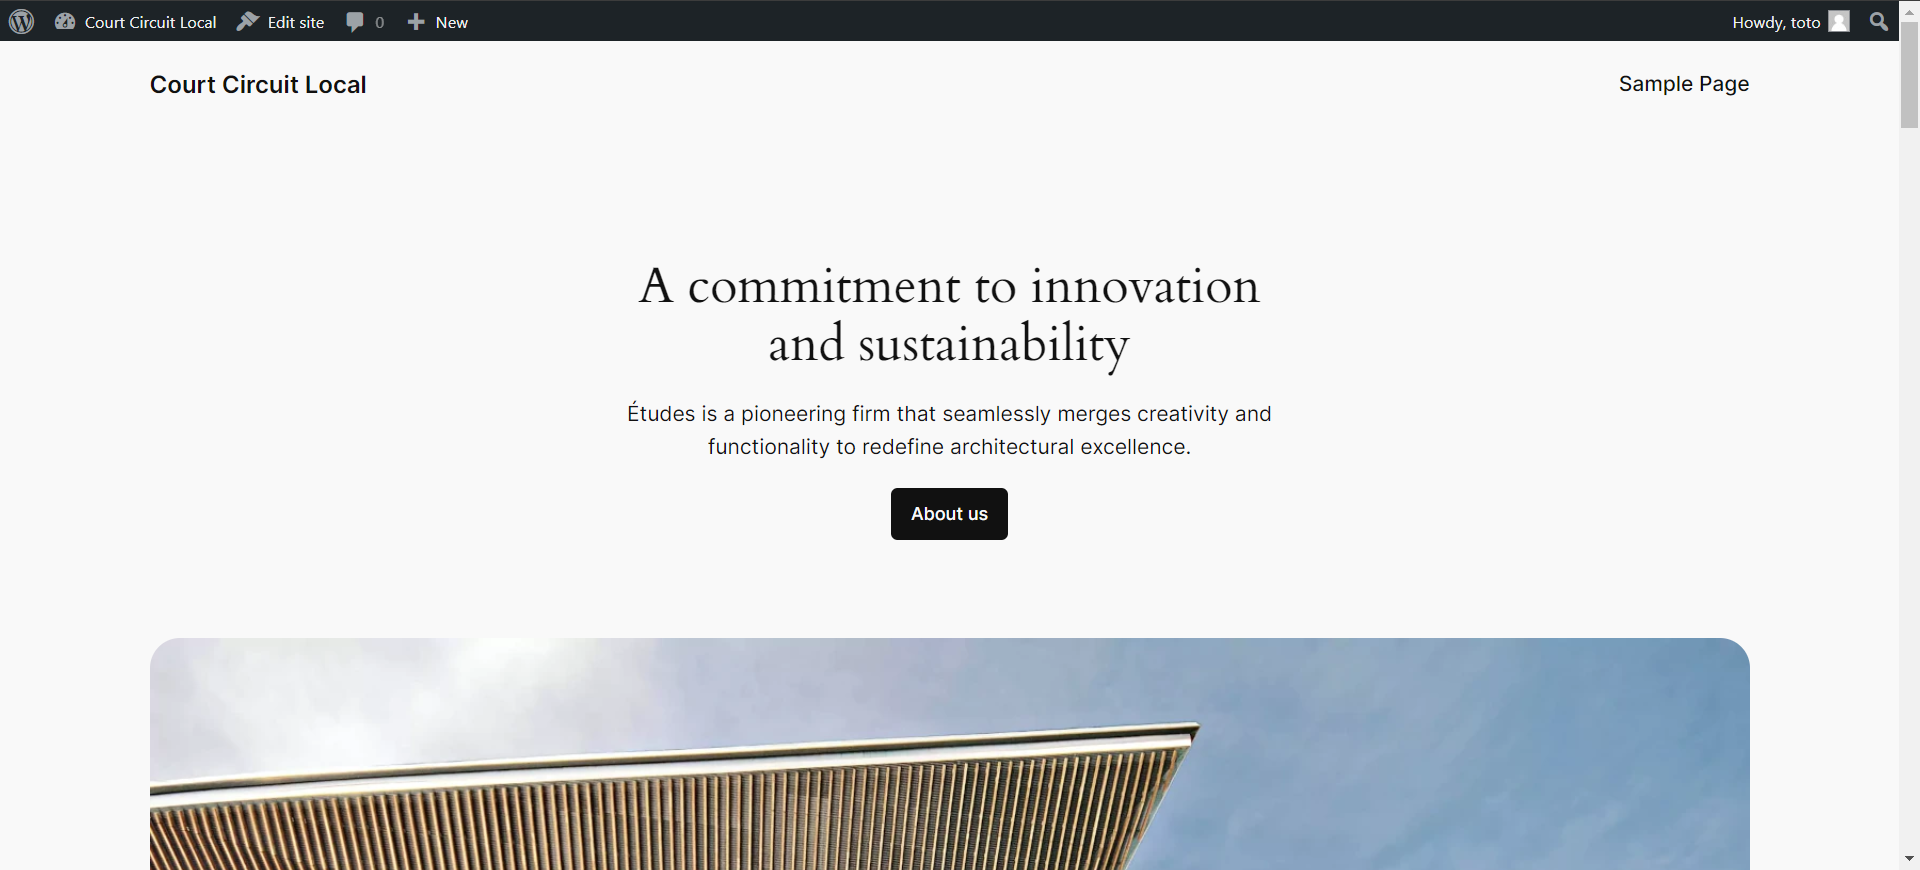 Court Circuit Local Edit site 0 New Howdy, toto
Court Circuit Local Sample Page
A commitment to innovation
and sustainability
Études is a pioneering firm that seamlessly merges creativity and
functionality to redefine architectural excellence.
About us